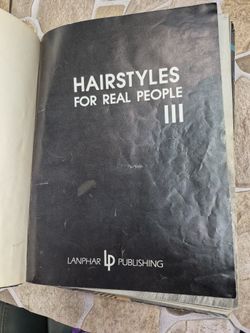 HAIRSTYLES
FOR REAL PEOPLE
III
LANPHAR LP PUBLISHING